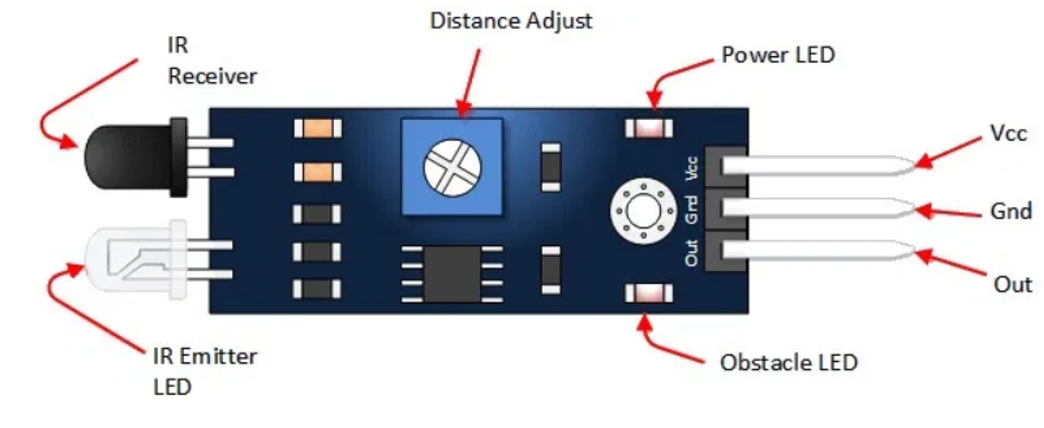 Distance Adjust
IR
Receiver
Power LED
Vcc
Gnd
Out
Vcc
Gnd
Out
IR Emitter
LED
Obstacle LED